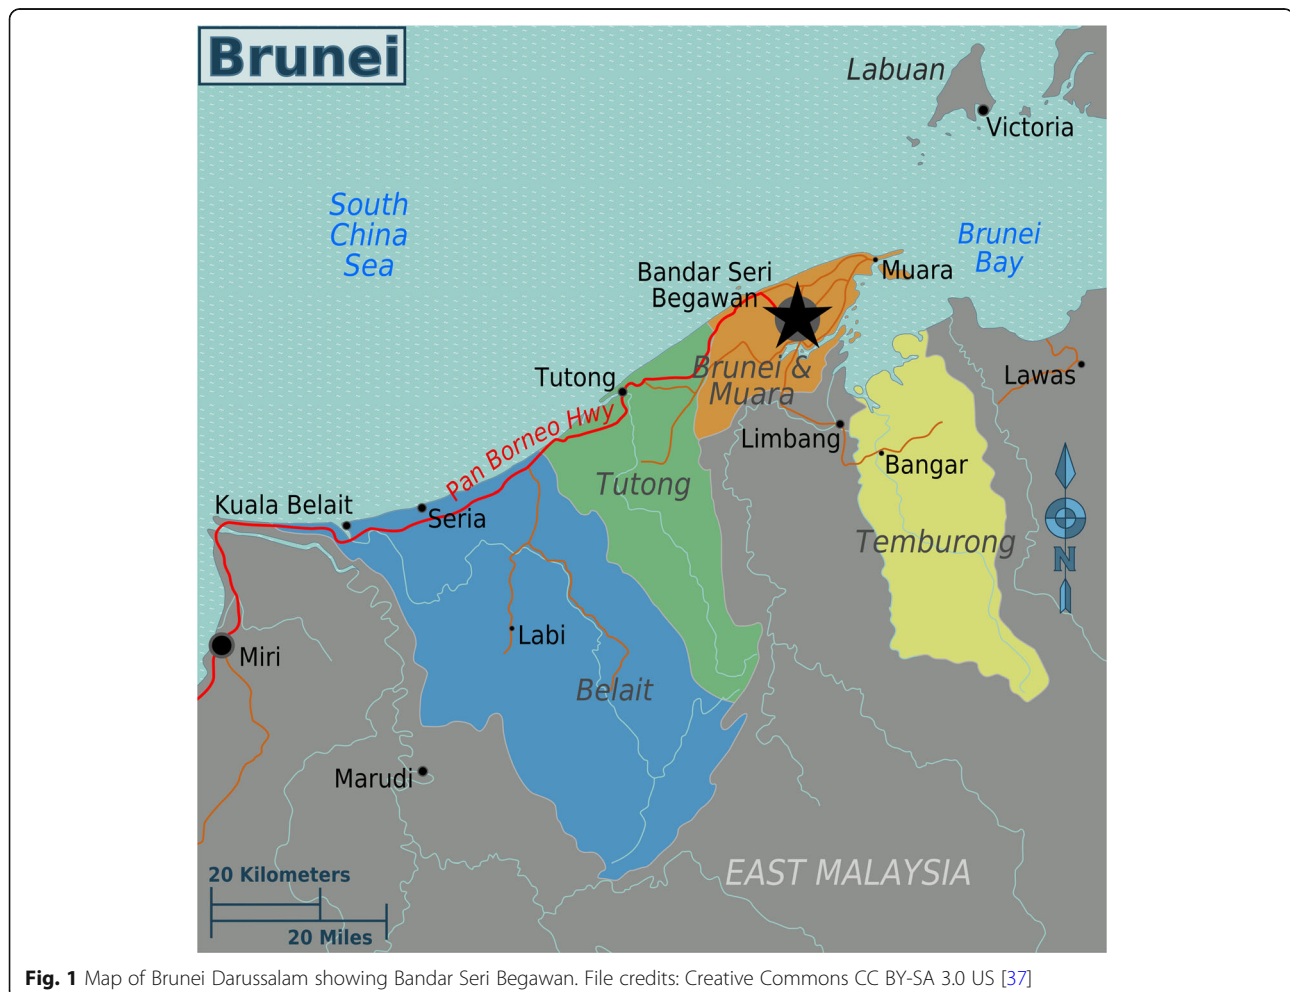 Brunei
Labuan
Victoria
South
China
Sea
Brunei
Bay
Bandar Seri
Begawan
Muara
Brunei &
Muara
Tutong
Lawas
Pan Borneo Hwy
Limbang
Bangar
Tutong
Kuala Belait
Seria
Temburong
N
Labi
Miri
Belait
Marudi
EAST MALAYSIA
20 Kilometers
20 Miles
Fig. 1 Map of Brunei Darussalam showing Bandar Seri Begawan. File credits: Creative Commons CC BY-SA 3.0 US [37]